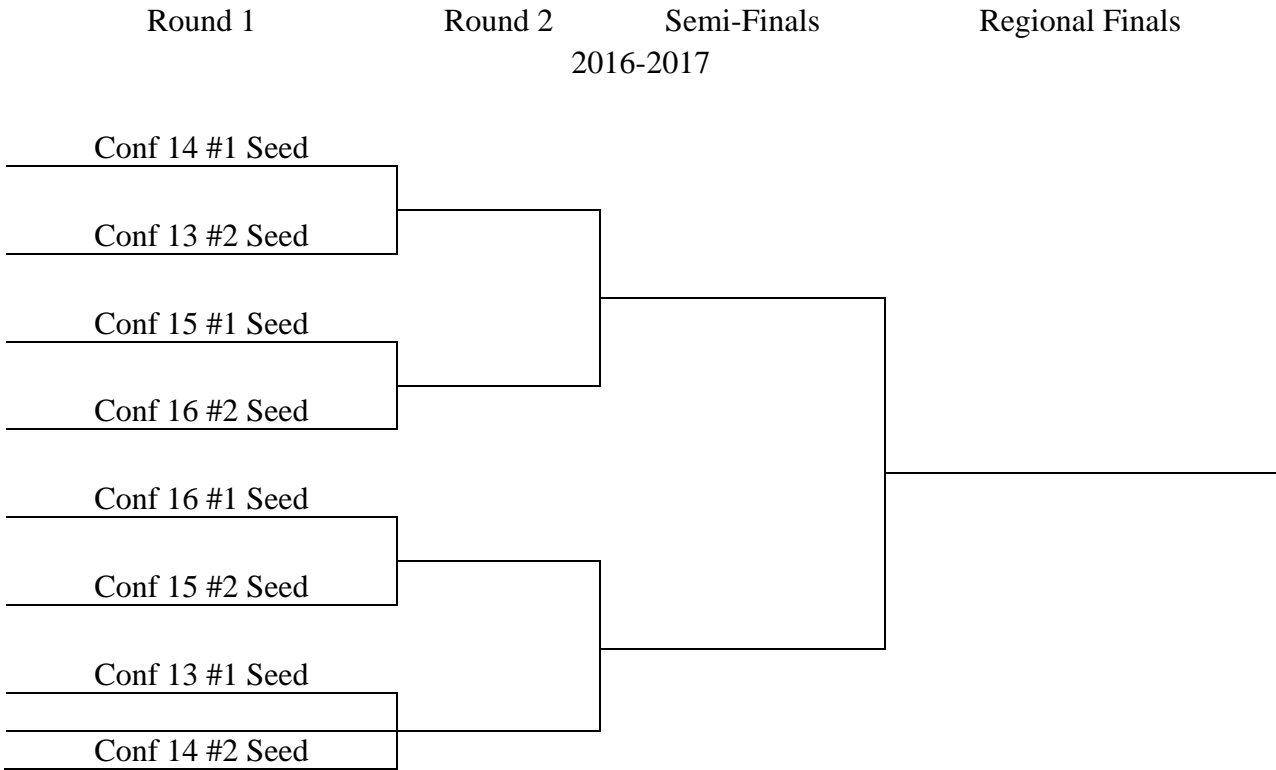 Round 1 Round 2 Semi-Finals Regional Finals
2016-2017
Conf 14 #1 Seed
Conf 13 #2 Seed
Conf 15 #1 Seed
Conf 16 #2 Seed
Conf 16 #1 Seed
Conf 15 #2 Seed
Conf 13 #1 Seed
Conf 14 #2 Seed